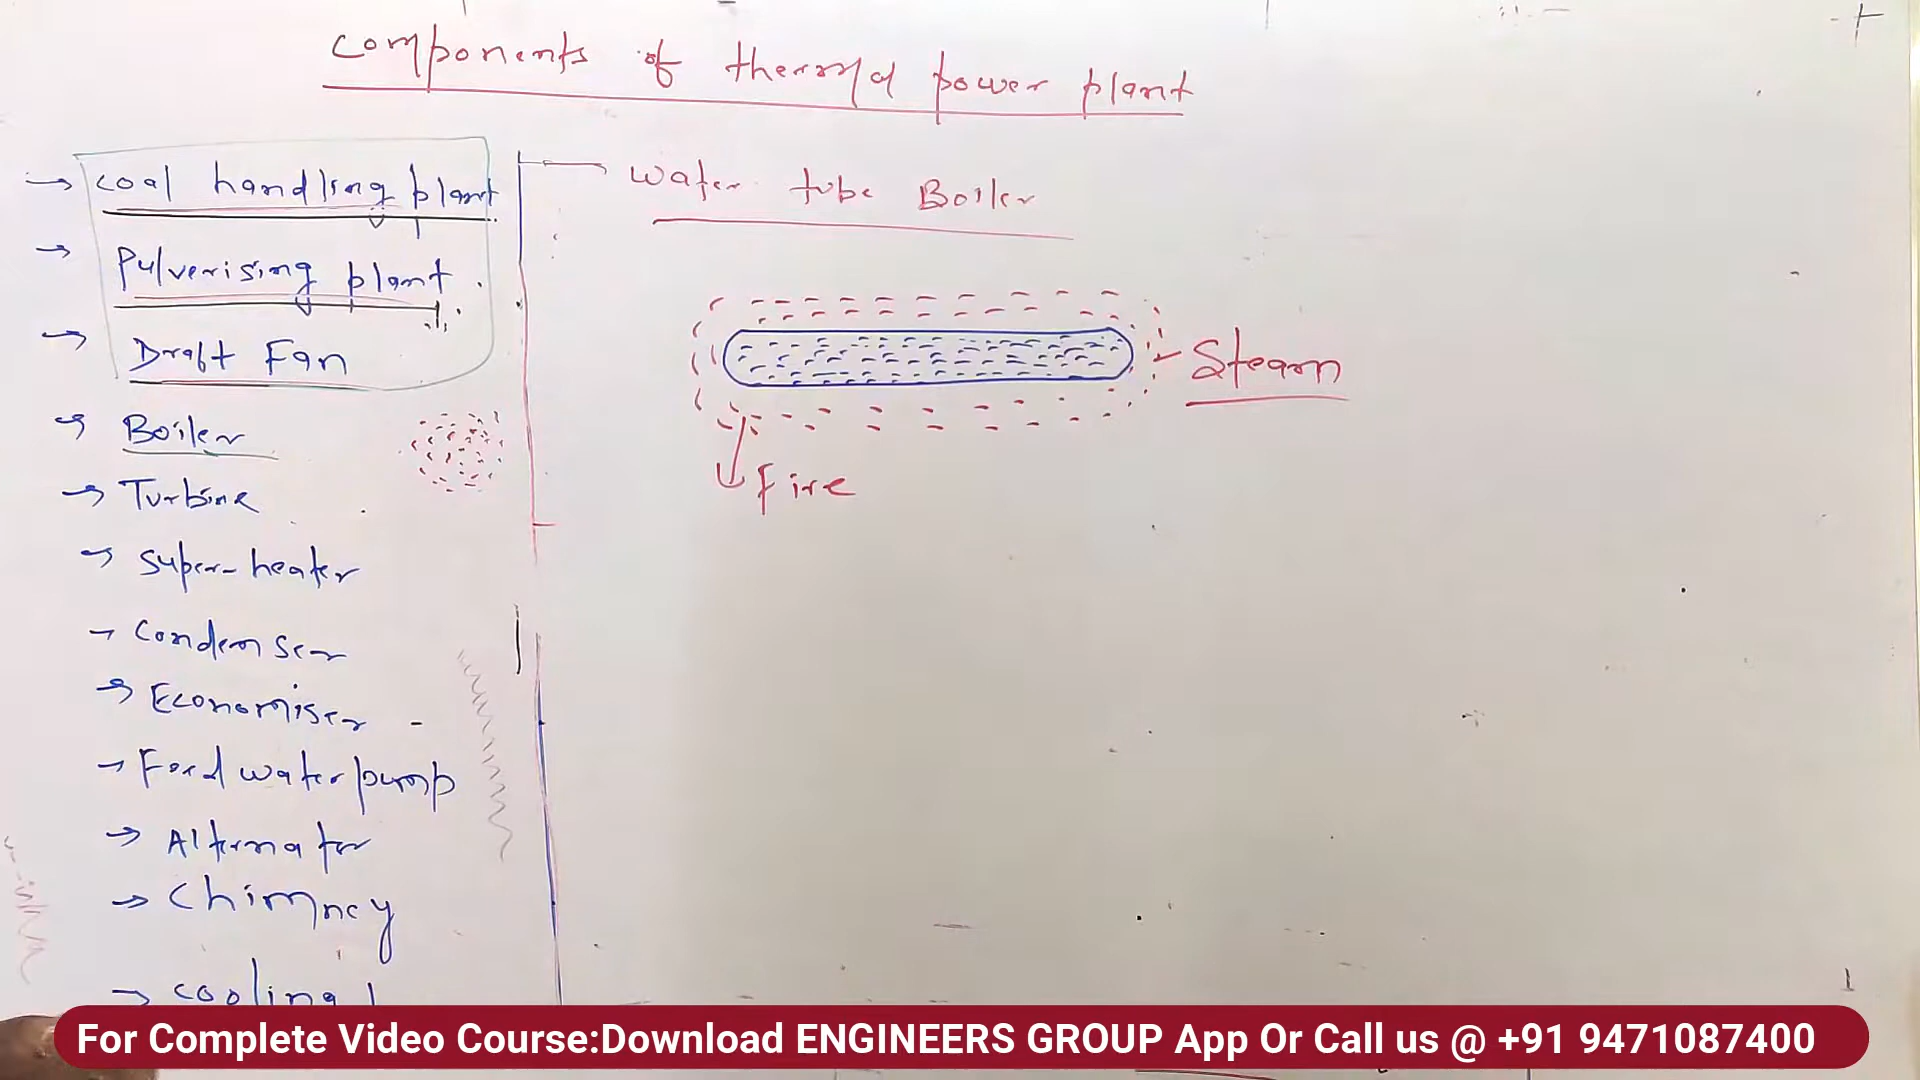 Components of thermal power plant
→ Coal handling plant
→ Pulverising plant
→ Draft Fan
→ Boiler
→ Turbine
→ Super-heater
→ Condenser
→ Economiser
→ Feed water pump
→ Alternator
→ Chimney
→ cooling
Water tube Boiler
Steam
Fire
For Complete Video Course:Download ENGINEERS GROUP App Or Call us @ +91 9471087400